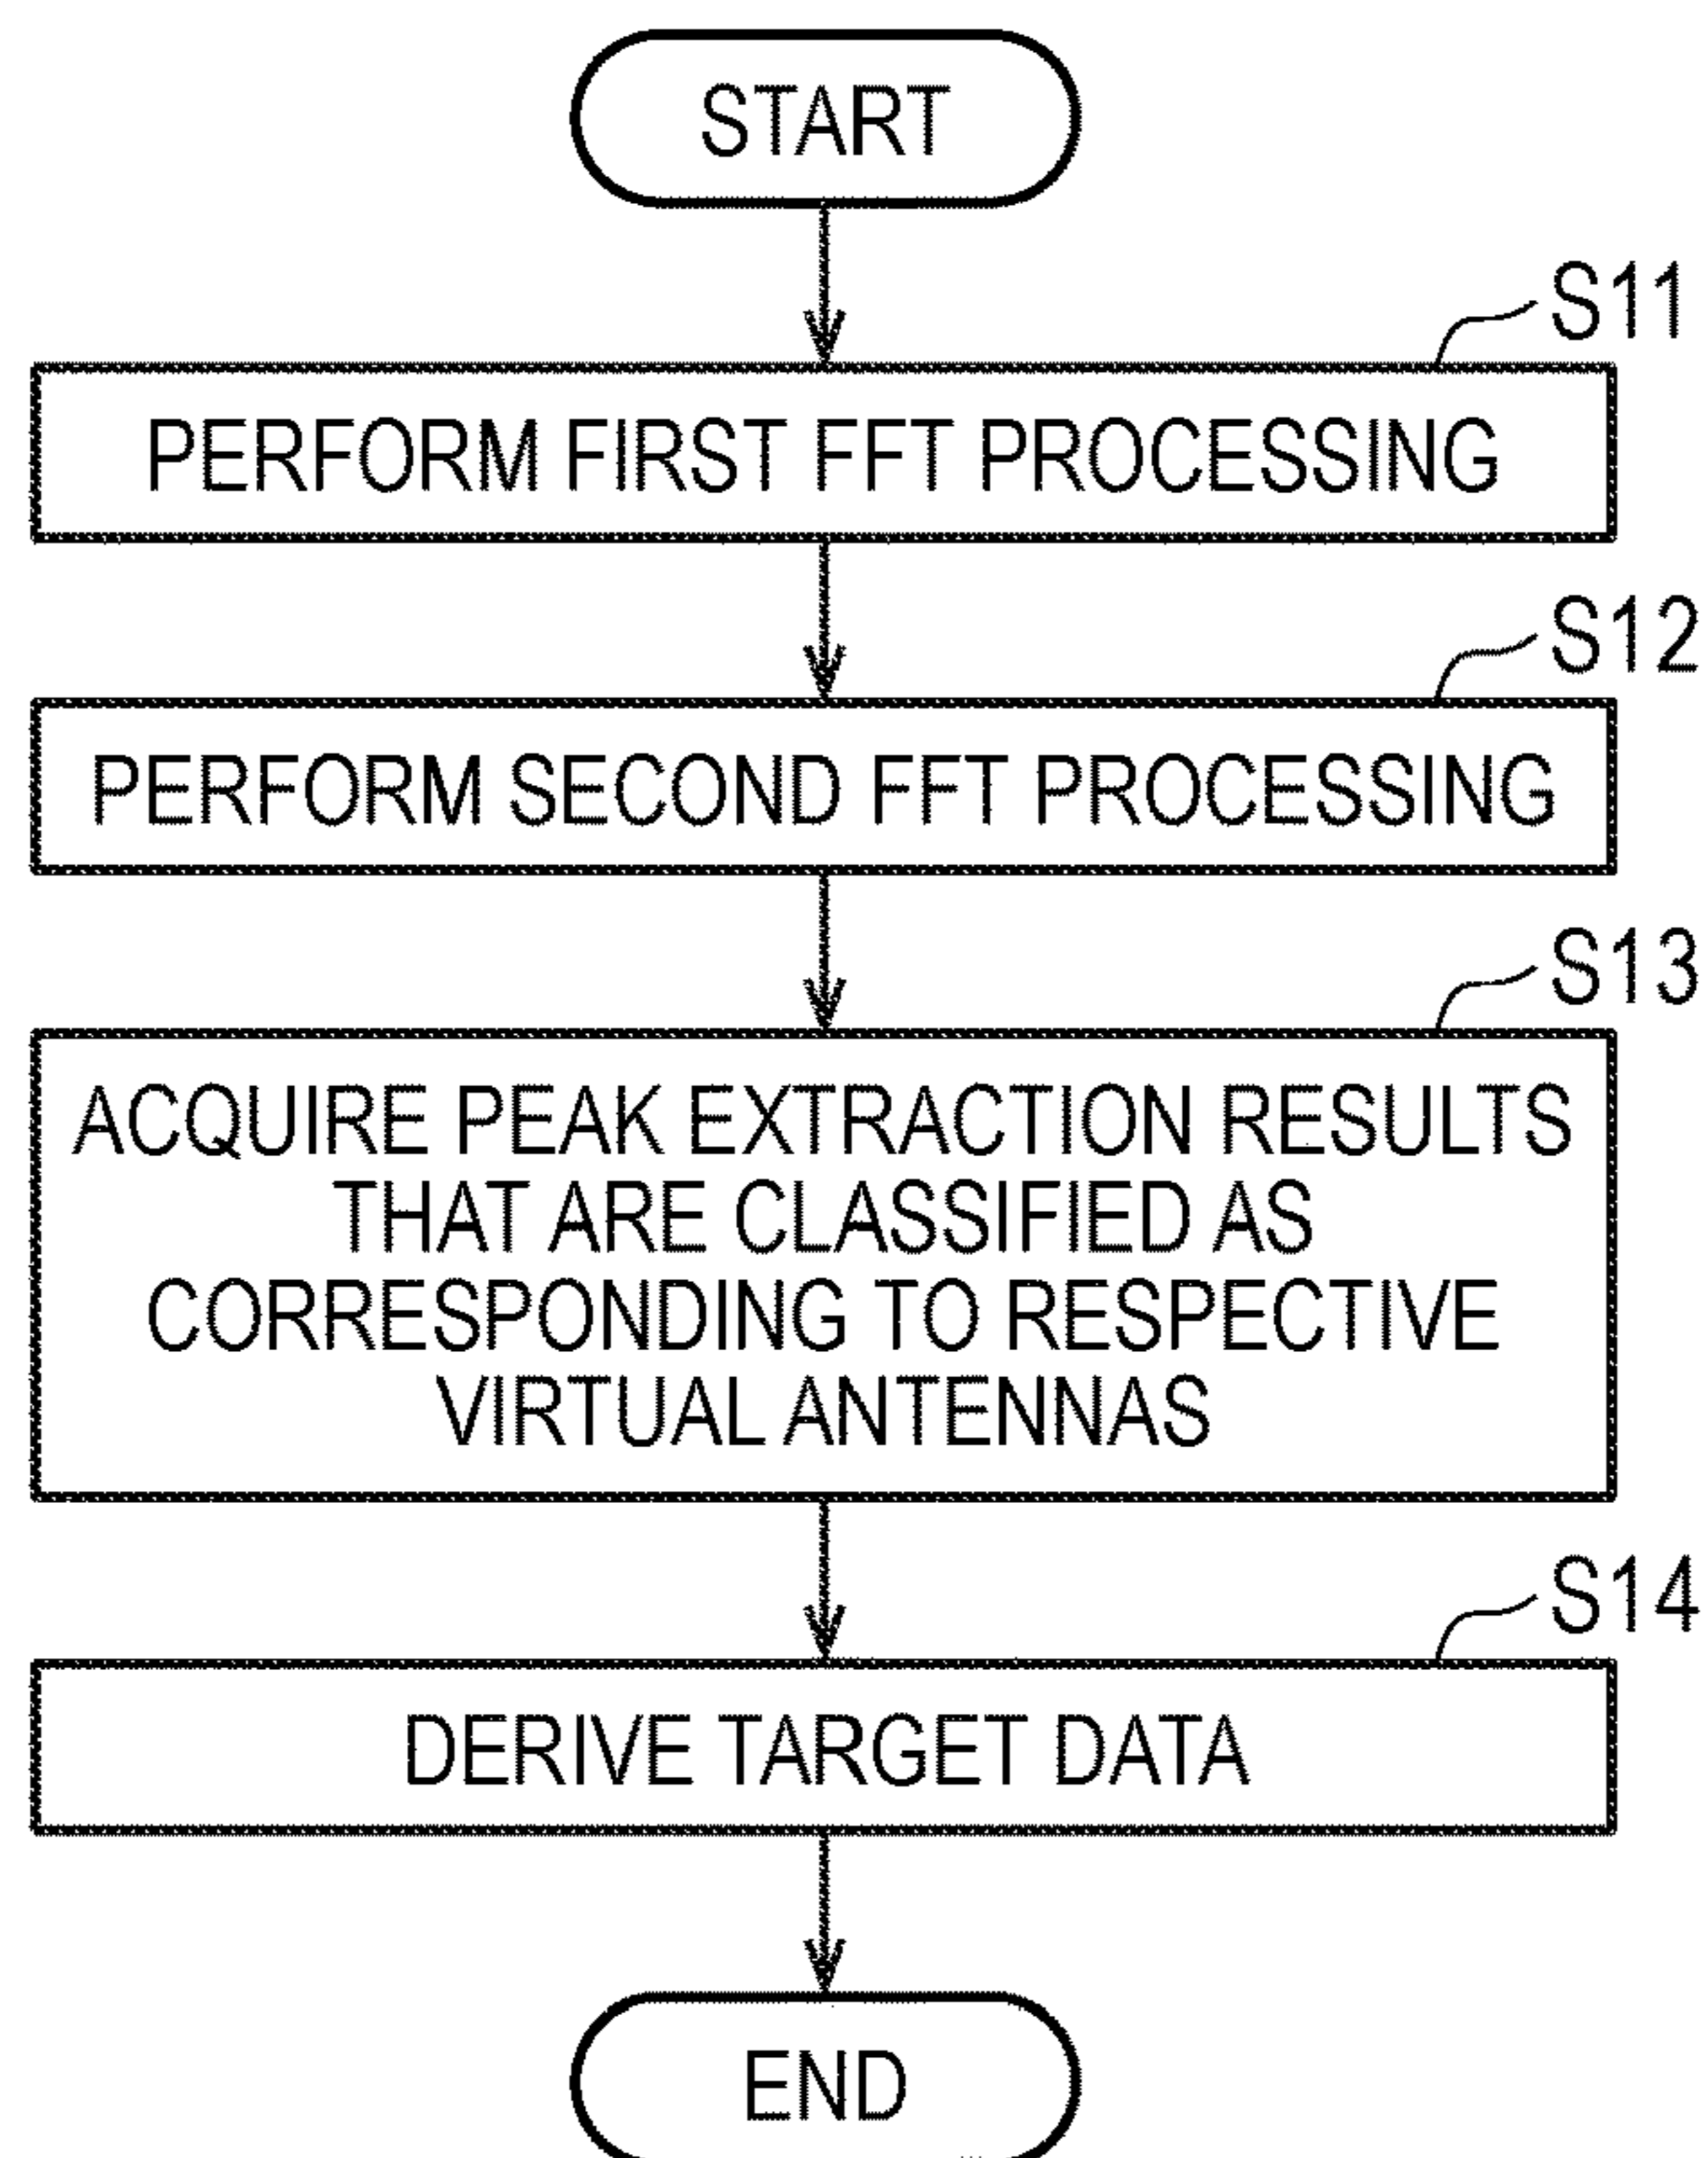 START
S11
PERFORM FIRST FFT PROCESSING
S12
PERFORM SECOND FFT PROCESSING
S13
ACQUIRE PEAK EXTRACTION RESULTS
THAT ARE CLASSIFIED AS
CORRESPONDING TO RESPECTIVE
VIRTUAL ANTENNAS
S14
DERIVE TARGET DATA
END